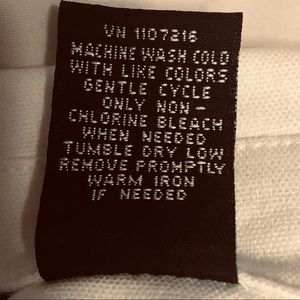 VN 1107216
MACHINE WASH COLD
WITH LIKE COLORS
GENTLE CYCLE
ONLY NON-
CHLORINE BLEACH
WHEN NEEDED
TUMBLE DRY LOW
REMOVE PROMPTLY
WARM IRON
IF NEEDED